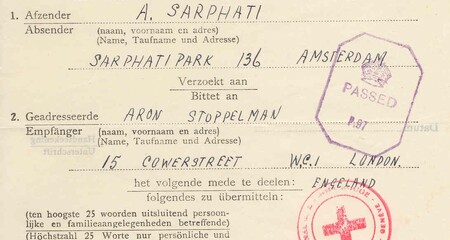 1. Afzender A. SARPHATI
Absender (naam, voornaam en adres)
(Name, Taufname und Adresse)
SARPHATIPARK 136 AMSTERDAM
Verzoekt aan
Bittet an
PASSED
P.97
2. Geadresseerde ARON STOPPELMAN
Empfänger (naam, voornaam en adres)
(Name, Taufname und Adresse)
Datum
15 COWERSTREET W.C.1 LONDON.
het volgende mede te deelen: ENGELAND
folgendes zu übermitteln:
(ten hoogste 25 woorden uitsluitend persoon-
lijke en familieaangelegenheden betreffende)
(Höchstzahl 25 Worte nur persönliche und